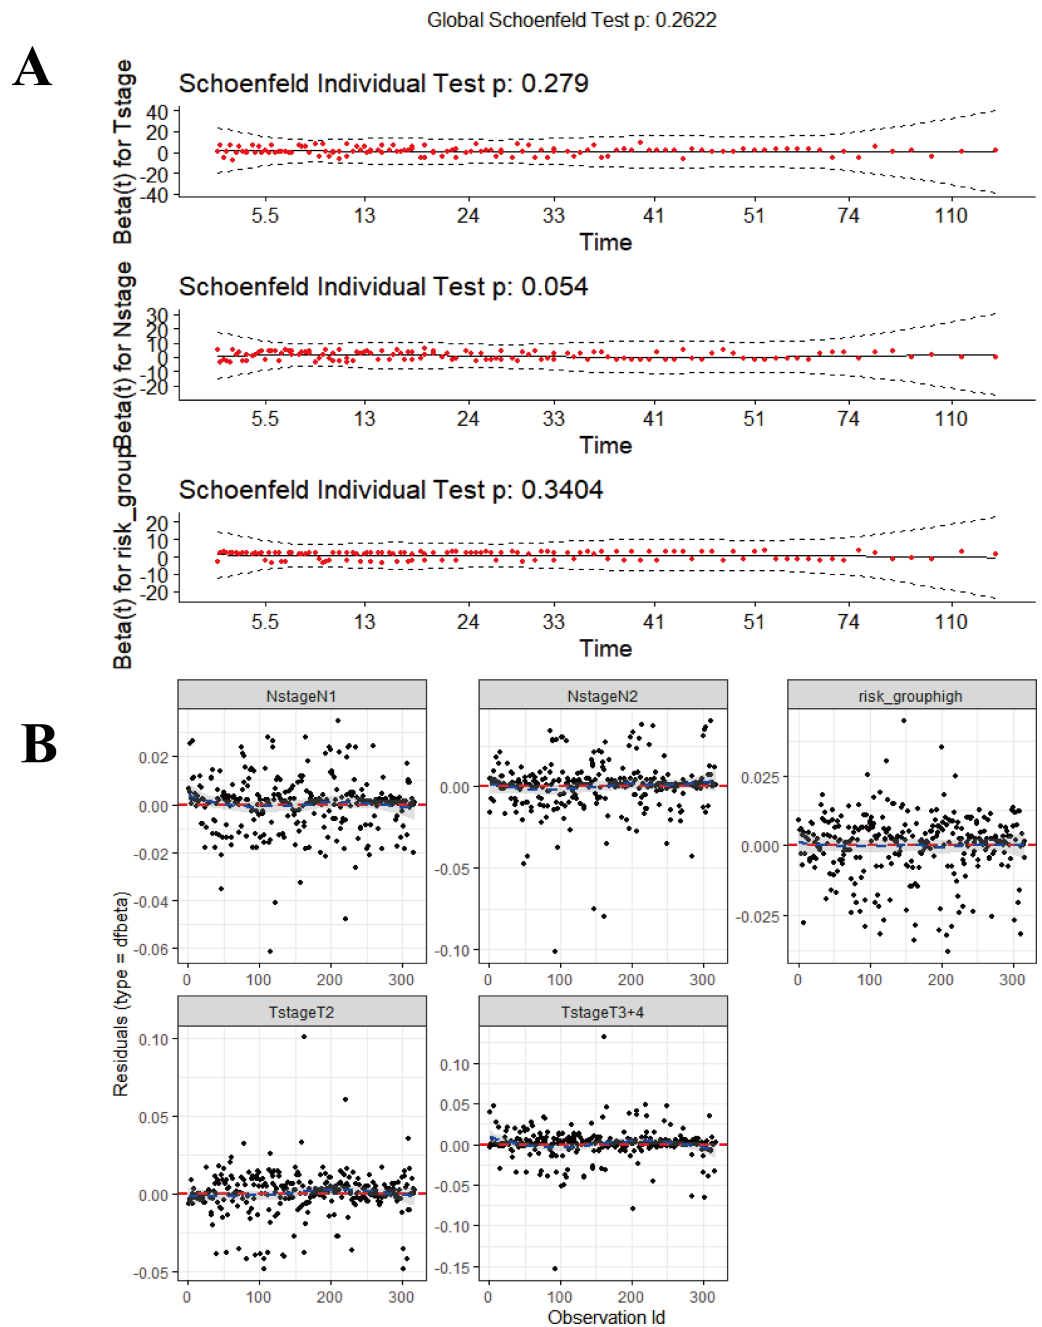 Global Schoenfeld Test p: 0.2622
A
Schoenfeld Individual Test p: 0.279
Beta(t) for Tstage
40
20
0
-20
-40
5.5 13 24 33 41 51 74 110
Time
Schoenfeld Individual Test p: 0.054
Beta(t) for Nstage
30
20
10
0
-10
-20
5.5 13 24 33 41 51 74 110
Time
Schoenfeld Individual Test p: 0.3404
Beta(t) for risk_group
20
10
0
-10
-20
5.5 13 24 33 41 51 74 110
Time
B
Residuals (type = dfbeta)
NstageN1
0.02
0.00
-0.02
-0.04
-0.06
0 100 200 300
NstageN2
0.00
-0.05
-0.10
0 100 200 300
risk_grouphigh
0.025
0.000
-0.025
0 100 200 300
TstageT2
0.10
0.05
0.00
-0.05
0 100 200 300
TstageT3+4
0.10
0.05
0.00
-0.05
-0.10
-0.15
0 100 200 300
Observation Id